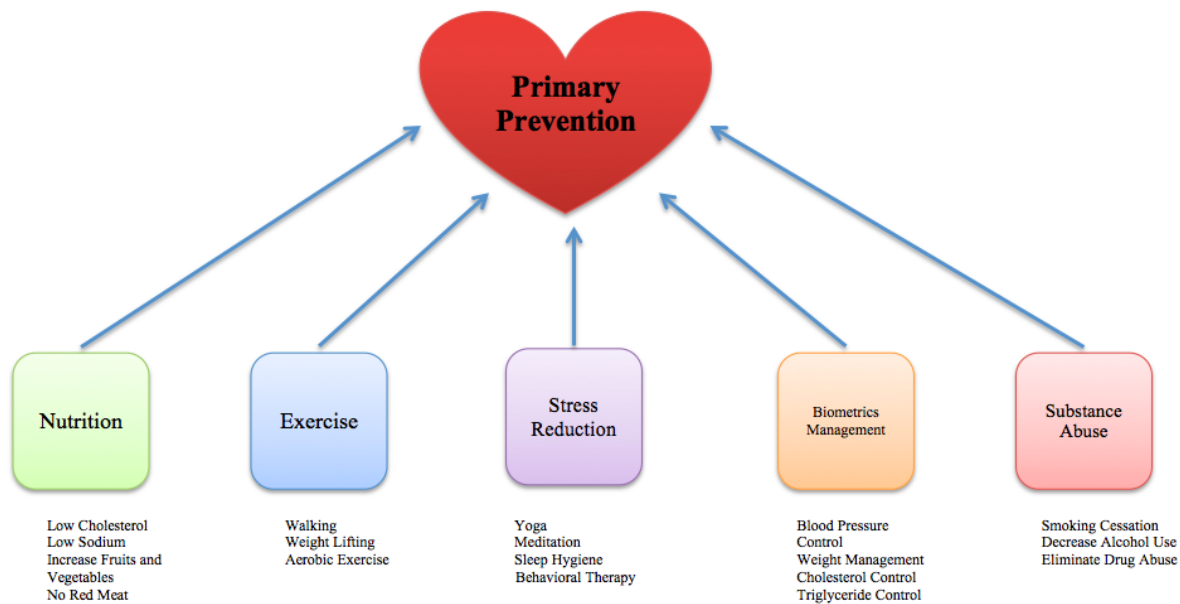 Primary
Prevention
Nutrition
Exercise
Stress
Reduction
Biometrics
Management
Substance
Abuse
Low Cholesterol
Low Sodium
Increase Fruits and
Vegetables
No Red Meat
Walking
Weight Lifting
Aerobic Exercise
Yoga
Meditation
Sleep Hygiene
Behavioral Therapy
Blood Pressure
Control
Weight Management
Cholesterol Control
Triglyceride Control
Smoking Cessation
Decrease Alcohol Use
Eliminate Drug Abuse